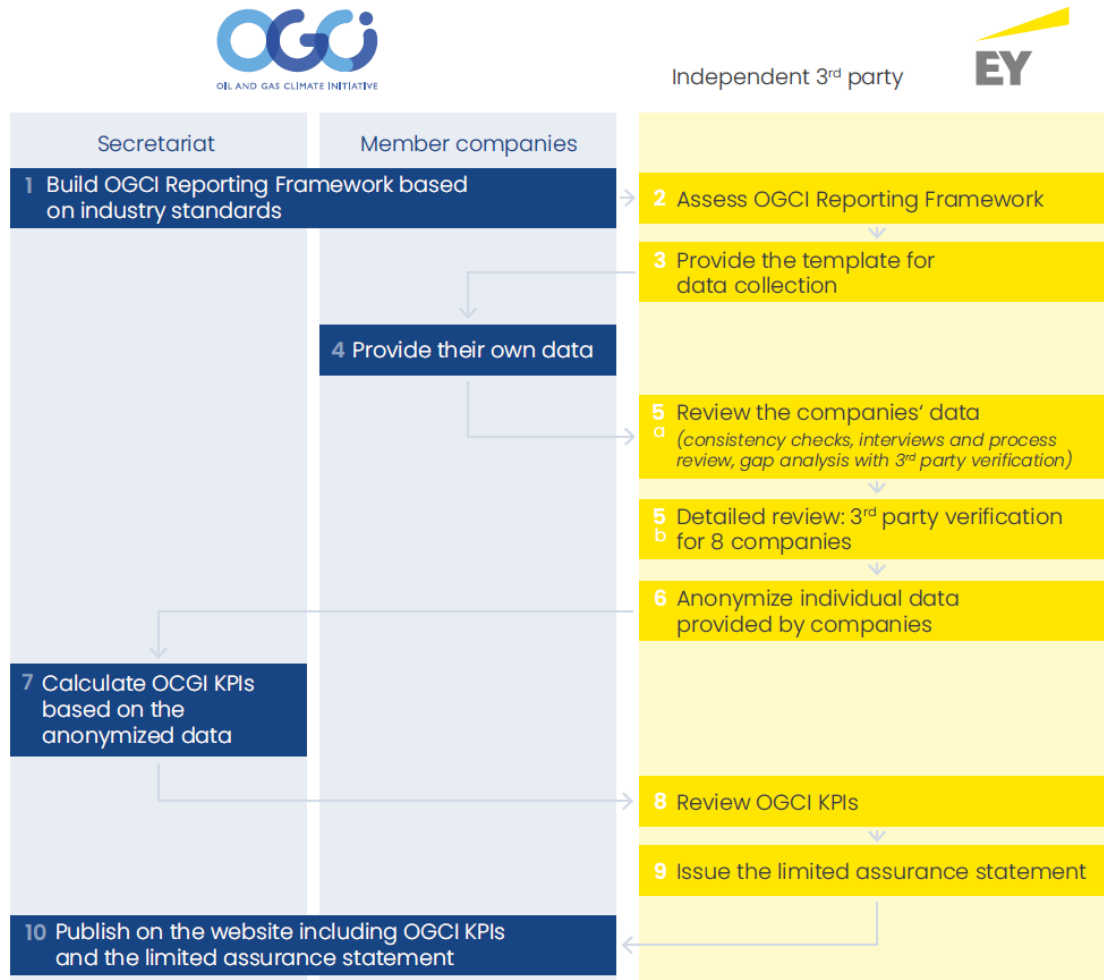 OGCi
OIL AND GAS CLIMATE INITIATIVE
Independent 3rd party
EY
Secretariat
Member companies
1 Build OGCI Reporting Framework based
on industry standards
2 Assess OGCI Reporting Framework
3 Provide the template for
data collection
4 Provide their own data
5 Review the companies' data
a (consistency checks, interviews and process
review, gap analysis with 3rd party verification)
5 Detailed review: 3rd party verification
b for 8 companies
6 Anonymize individual data
provided by companies
7 Calculate OCGI KPIs
based on the
anonymized data
8 Review OGCI KPIs
9 Issue the limited assurance statement
10 Publish on the website including OGCI KPIs
and the limited assurance statement